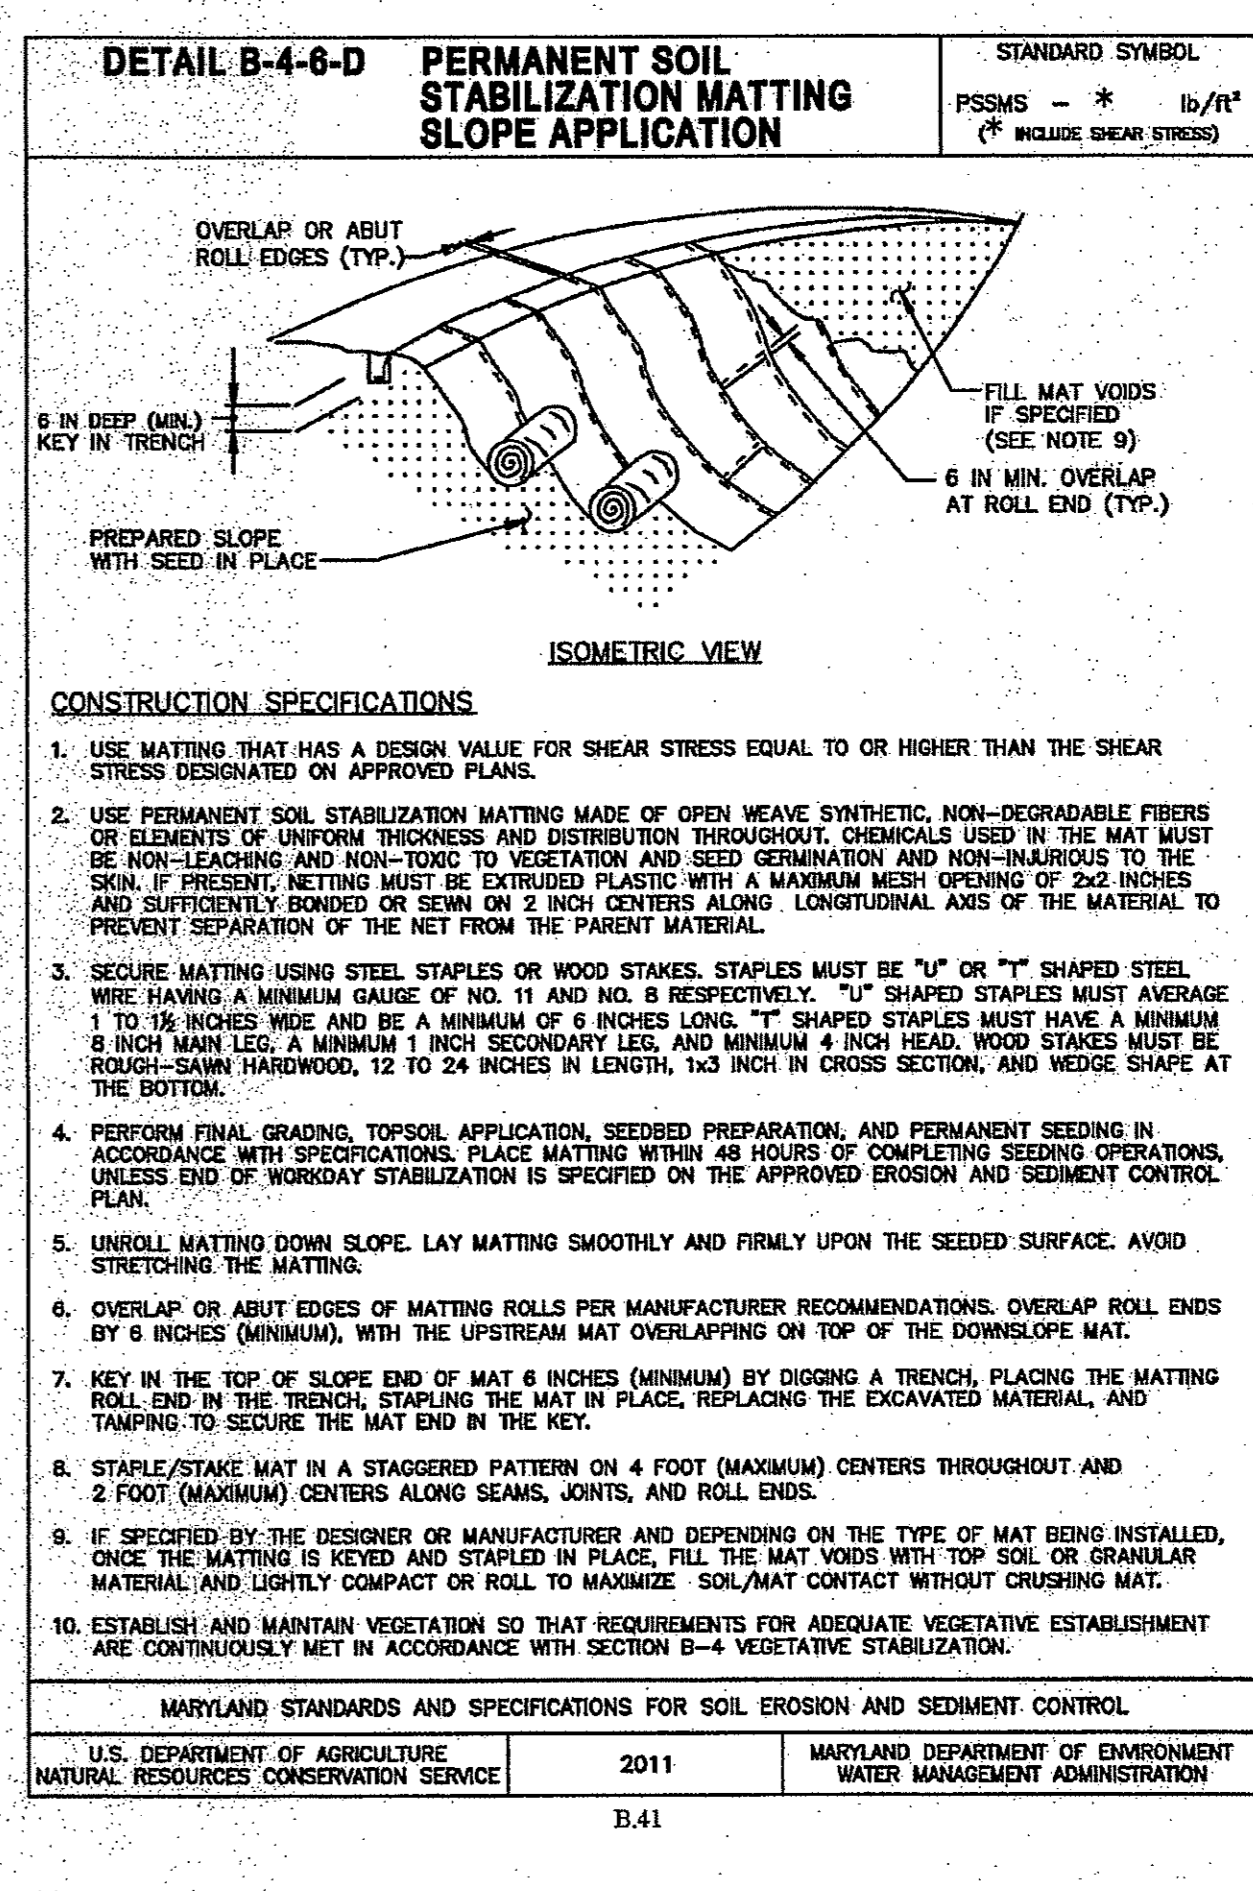 DETAIL B-4-6-D
PERMANENT SOIL
STABILIZATION MATTING
SLOPE APPLICATION
STANDARD SYMBOL
PSSMS - * lb/ft²
(* INCLUDE SHEAR STRESS)
OVERLAP OR ABUT
ROLL EDGES (TYP.)
6 IN DEEP (MIN.)
KEY IN TRENCH
PREPARED SLOPE
WITH SEED IN PLACE
FILL MAT VOIDS
IF SPECIFIED
(SEE NOTE 9)
6 IN MIN. OVERLAP
AT ROLL END (TYP.)
ISOMETRIC VIEW
CONSTRUCTION SPECIFICATIONS
1. USE MATTING THAT HAS A DESIGN VALUE FOR SHEAR STRESS EQUAL TO OR HIGHER THAN THE SHEAR
STRESS DESIGNATED ON APPROVED PLANS.
2. USE PERMANENT SOIL STABILIZATION MATTING MADE OF OPEN WEAVE SYNTHETIC, NON-DEGRADABLE FIBERS
OR ELEMENTS OF UNIFORM THICKNESS AND DISTRIBUTION THROUGHOUT. CHEMICALS USED IN THE MAT MUST
BE NON-LEACHING AND NON-TOXIC TO VEGETATION AND SEED GERMINATION AND NON-INJURIOUS TO THE
SKIN. IF PRESENT, NETTING MUST BE EXTRUDED PLASTIC WITH A MAXIMUM MESH OPENING OF 2x2 INCHES
AND SUFFICIENTLY BONDED OR SEWN ON 2 INCH CENTERS ALONG LONGITUDINAL AXIS OF THE MATERIAL TO
PREVENT SEPARATION OF THE NET FROM THE PARENT MATERIAL.
3. SECURE MATTING USING STEEL STAPLES OR WOOD STAKES. STAPLES MUST BE "U" OR "T" SHAPED STEEL
WIRE HAVING A MINIMUM GAUGE OF NO. 11 AND NO. 8 RESPECTIVELY. "U" SHAPED STAPLES MUST AVERAGE
1 TO 1½ INCHES WIDE AND BE A MINIMUM OF 6 INCHES LONG. "T" SHAPED STAPLES MUST HAVE A MINIMUM
8 INCH MAIN LEG, A MINIMUM 1 INCH SECONDARY LEG, AND MINIMUM 4 INCH HEAD. WOOD STAKES MUST BE
ROUGH-SAWN HARDWOOD, 12 TO 24 INCHES IN LENGTH, 1x3 INCH IN CROSS SECTION, AND WEDGE SHAPE AT
THE BOTTOM.
4. PERFORM FINAL GRADING, TOPSOIL APPLICATION, SEEDBED PREPARATION, AND PERMANENT SEEDING IN
ACCORDANCE WITH SPECIFICATIONS. PLACE MATTING WITHIN 48 HOURS OF COMPLETING SEEDING OPERATIONS,
UNLESS END OF WORKDAY STABILIZATION IS SPECIFIED ON THE APPROVED EROSION AND SEDIMENT CONTROL
PLAN.
5. UNROLL MATTING DOWN SLOPE. LAY MATTING SMOOTHLY AND FIRMLY UPON THE SEEDED SURFACE. AVOID
STRETCHING THE MATTING.
6. OVERLAP OR ABUT EDGES OF MATTING ROLLS PER MANUFACTURER RECOMMENDATIONS. OVERLAP ROLL ENDS
BY 6 INCHES (MINIMUM), WITH THE UPSTREAM MAT OVERLAPPING ON TOP OF THE DOWNSLOPE MAT.
7. KEY IN THE TOP OF SLOPE END OF MAT 6 INCHES (MINIMUM) BY DIGGING A TRENCH, PLACING THE MATTING
ROLL END IN THE TRENCH, STAPLING THE MAT IN PLACE, REPLACING THE EXCAVATED MATERIAL, AND
TAMPING TO SECURE THE MAT END IN THE KEY.
8. STAPLE/STAKE MAT IN A STAGGERED PATTERN ON 4 FOOT (MAXIMUM) CENTERS THROUGHOUT AND
2 FOOT (MAXIMUM) CENTERS ALONG SEAMS, JOINTS, AND ROLL ENDS.
9. IF SPECIFIED BY THE DESIGNER OR MANUFACTURER AND DEPENDING ON THE TYPE OF MAT BEING INSTALLED,
ONCE THE MATTING IS KEYED AND STAPLED IN PLACE, FILL THE MAT VOIDS WITH TOP SOIL OR GRANULAR
MATERIAL AND LIGHTLY COMPACT OR ROLL TO MAXIMIZE SOIL/MAT CONTACT WITHOUT CRUSHING MAT.
10. ESTABLISH AND MAINTAIN VEGETATION SO THAT REQUIREMENTS FOR ADEQUATE VEGETATIVE ESTABLISHMENT
ARE CONTINUOUSLY MET IN ACCORDANCE WITH SECTION B-4 VEGETATIVE STABILIZATION.
MARYLAND STANDARDS AND SPECIFICATIONS FOR SOIL EROSION AND SEDIMENT CONTROL
U.S. DEPARTMENT OF AGRICULTURE
NATURAL RESOURCES CONSERVATION SERVICE
2011
MARYLAND DEPARTMENT OF ENVIRONMENT
WATER MANAGEMENT ADMINISTRATION
B.41